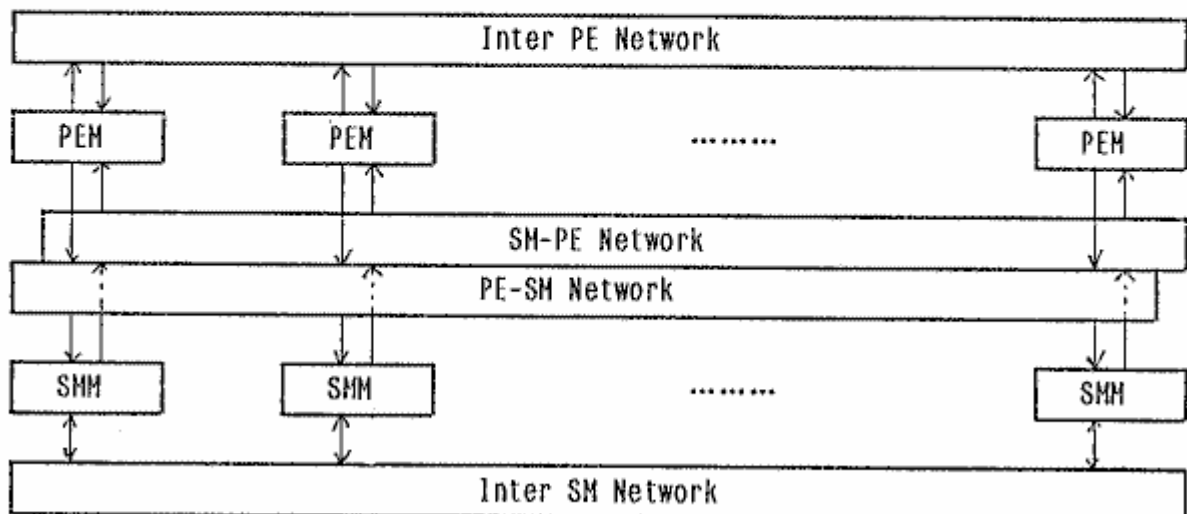 Inter PE Network
PEM PEM ......... PEM
SM-PE Network
PE-SM Network
SMM SMM ......... SMM
Inter SM Network